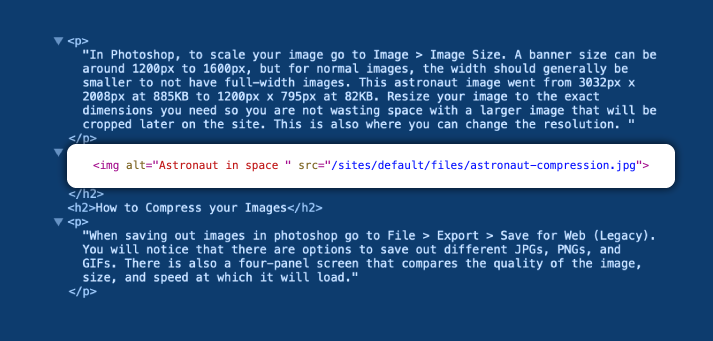 <p>
"In Photoshop, to scale your image go to Image > Image Size. A banner size can be
around 1200px to 1600px, but for normal images, the width should generally be
smaller to not have full-width images. This astronaut image went from 3032px x
2008px at 885KB to 1200px x 795px at 82KB. Resize your image to the exact
dimensions you need so you are not wasting space with a larger image that will be
cropped later on the site. This is also where you can change the resolution. "
</p>
<img alt="Astronaut in space " src="/sites/default/files/astronaut-compression.jpg">
</h2>
<h2>How to Compress your Images</h2>
<p>
"When saving out images in photoshop go to File > Export > Save for Web (Legacy).
You will notice that there are options to save out different JPGs, PNGs, and
GIFs. There is also a four-panel screen that compares the quality of the image,
size, and speed at which it will load."
</p>